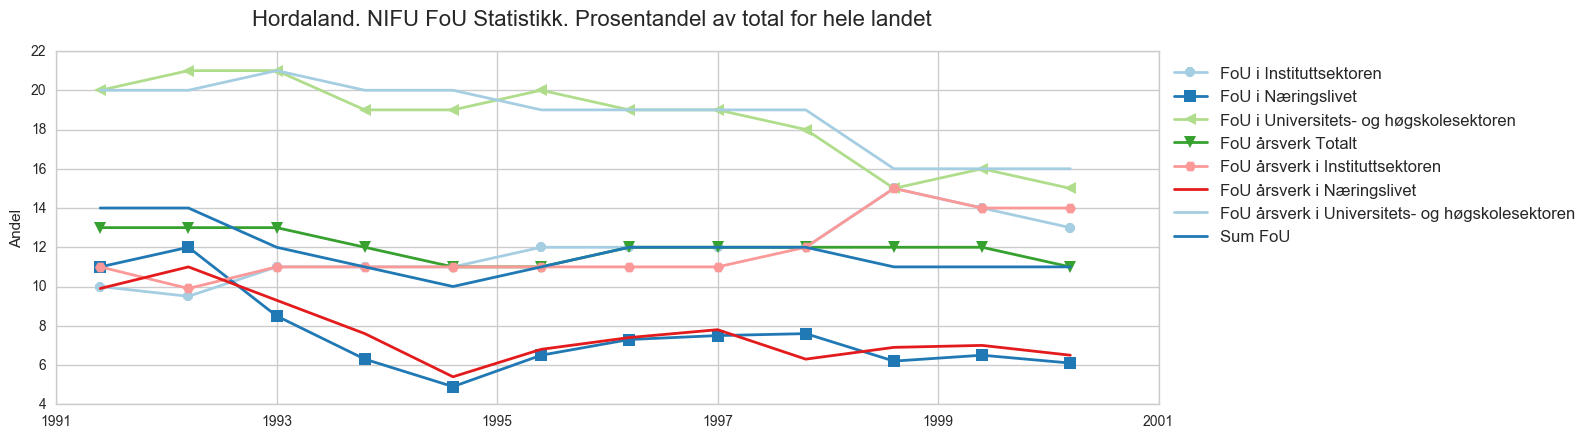 Hordaland. NIFU FoU Statistikk. Prosentandel av total for hele landet
22
20
18
16
14
12
10
8
6
4
Andel
1991
1993
1995
1997
1999
2001
FoU i Instituttsektoren
FoU i Næringslivet
FoU i Universitets- og høgskolesektoren
FoU årsverk Totalt
FoU årsverk i Instituttsektoren
FoU årsverk i Næringslivet
FoU årsverk i Universitets- og høgskolesektoren
Sum FoU